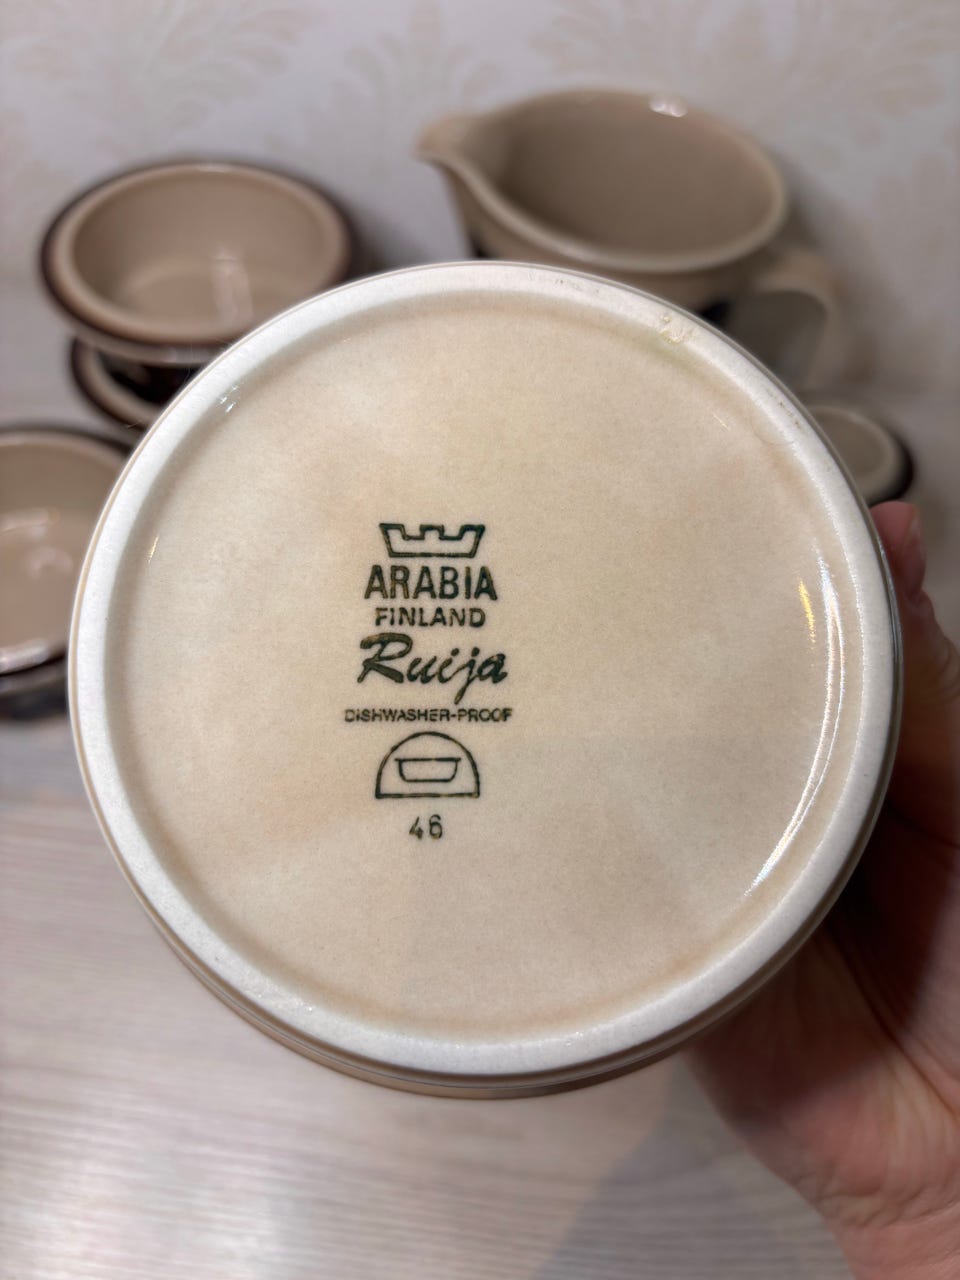 ARABIA
FINLAND
Ruija
DISHWASHER-PROOF
46